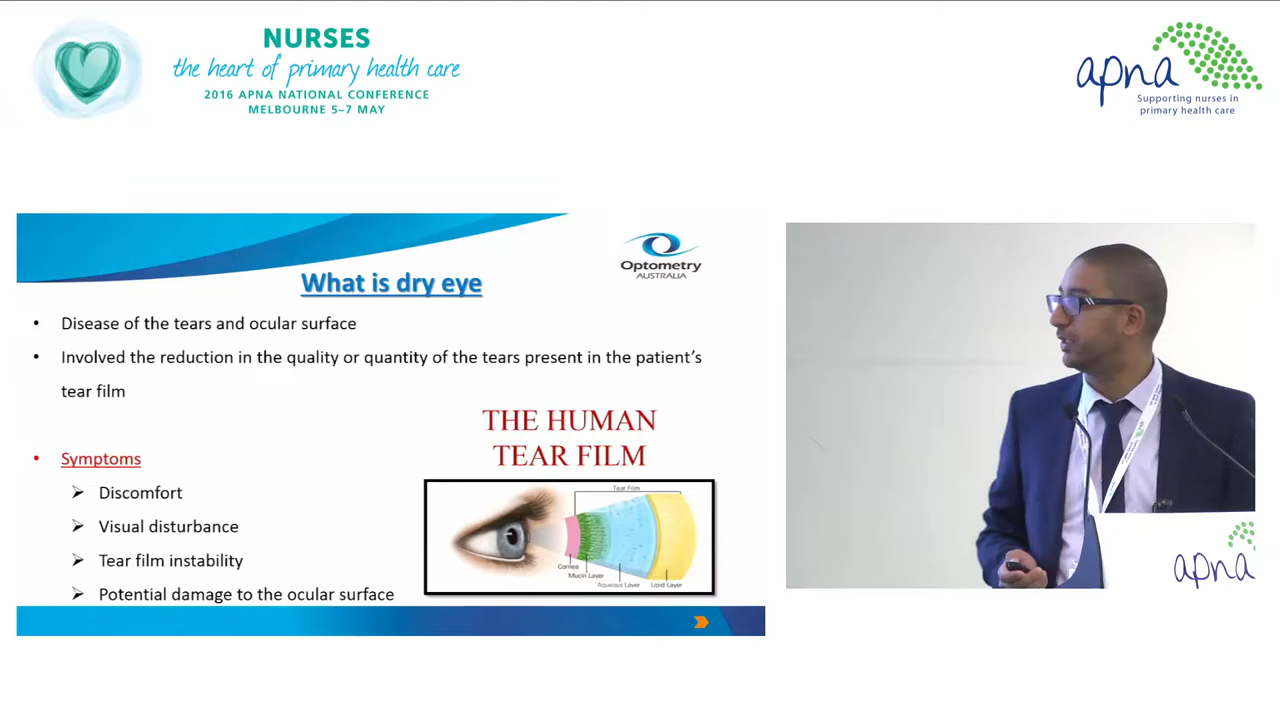 NURSES
the heart of primary health care
2016 APNA NATIONAL CONFERENCE
MELBOURNE 5–7 MAY
apna
Supporting nurses in
primary health care
Optometry
AUSTRALIA
What is dry eye
• Disease of the tears and ocular surface
• Involved the reduction in the quality or quantity of the tears present in the patient's
tear film
THE HUMAN
TEAR FILM
• Symptoms
➢ Discomfort
➢ Visual disturbance
➢ Tear film instability
➢ Potential damage to the ocular surface
Tear Film
Cornea
Mucin Layer
Aqueous Layer
Lipid Layer
apna